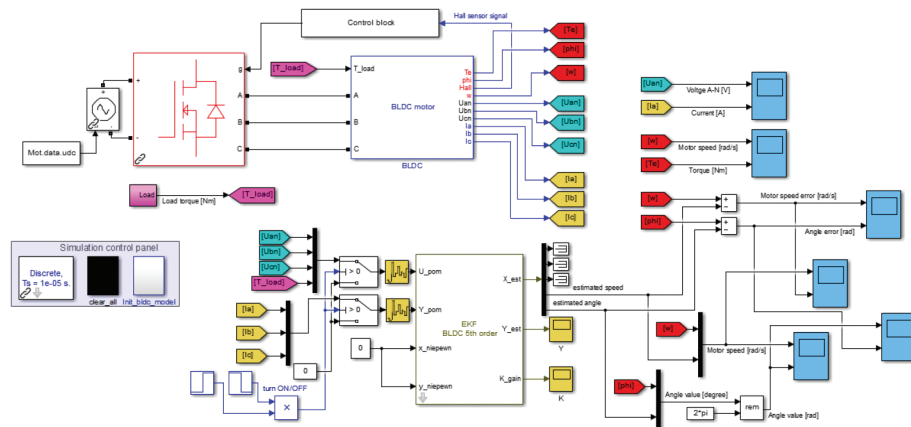 Control block
Hall sensor signal
[Te]
[phi]
[w]
[Uan]
[Ubn]
[Ucn]
[Ia]
[Ib]
[Ic]
[T_load]
T_load
g
A
B
C
+
-
Mot.data.udc
A
B
C
BLDC motor
Te
phi
Hall
w
Uan
Ubn
Ucn
Ia
Ib
Ic
BLDC
Load
Load torque [Nm]
[T_load]
[Uan]
Voltge A-N [V]
[Ia]
Current [A]
[w]
Motor speed [rad/s]
[Te]
Torque [Nm]
[w]
Motor speed error [rad/s]
[phi]
Angle error [rad]
Simulation control panel
Discrete,
Ts = 1e-05 s.
clear_all
Init_bldc_model
[Uan]
[Ubn]
[Ucn]
[T_load]
> 0
[Ia]
[Ib]
[Ic]
> 0
0
0
turn ON/OFF
×
U_pom
Y_pom
x_niepewn
y_niepewn
EKF
BLDC 5th order
X_est
Y_est
K_gain
estimated speed
estimated angle
Y
K
[w]
Motor speed [rad/s]
[phi]
Angle value [degree]
2*pi
rem
Angle value [rad]